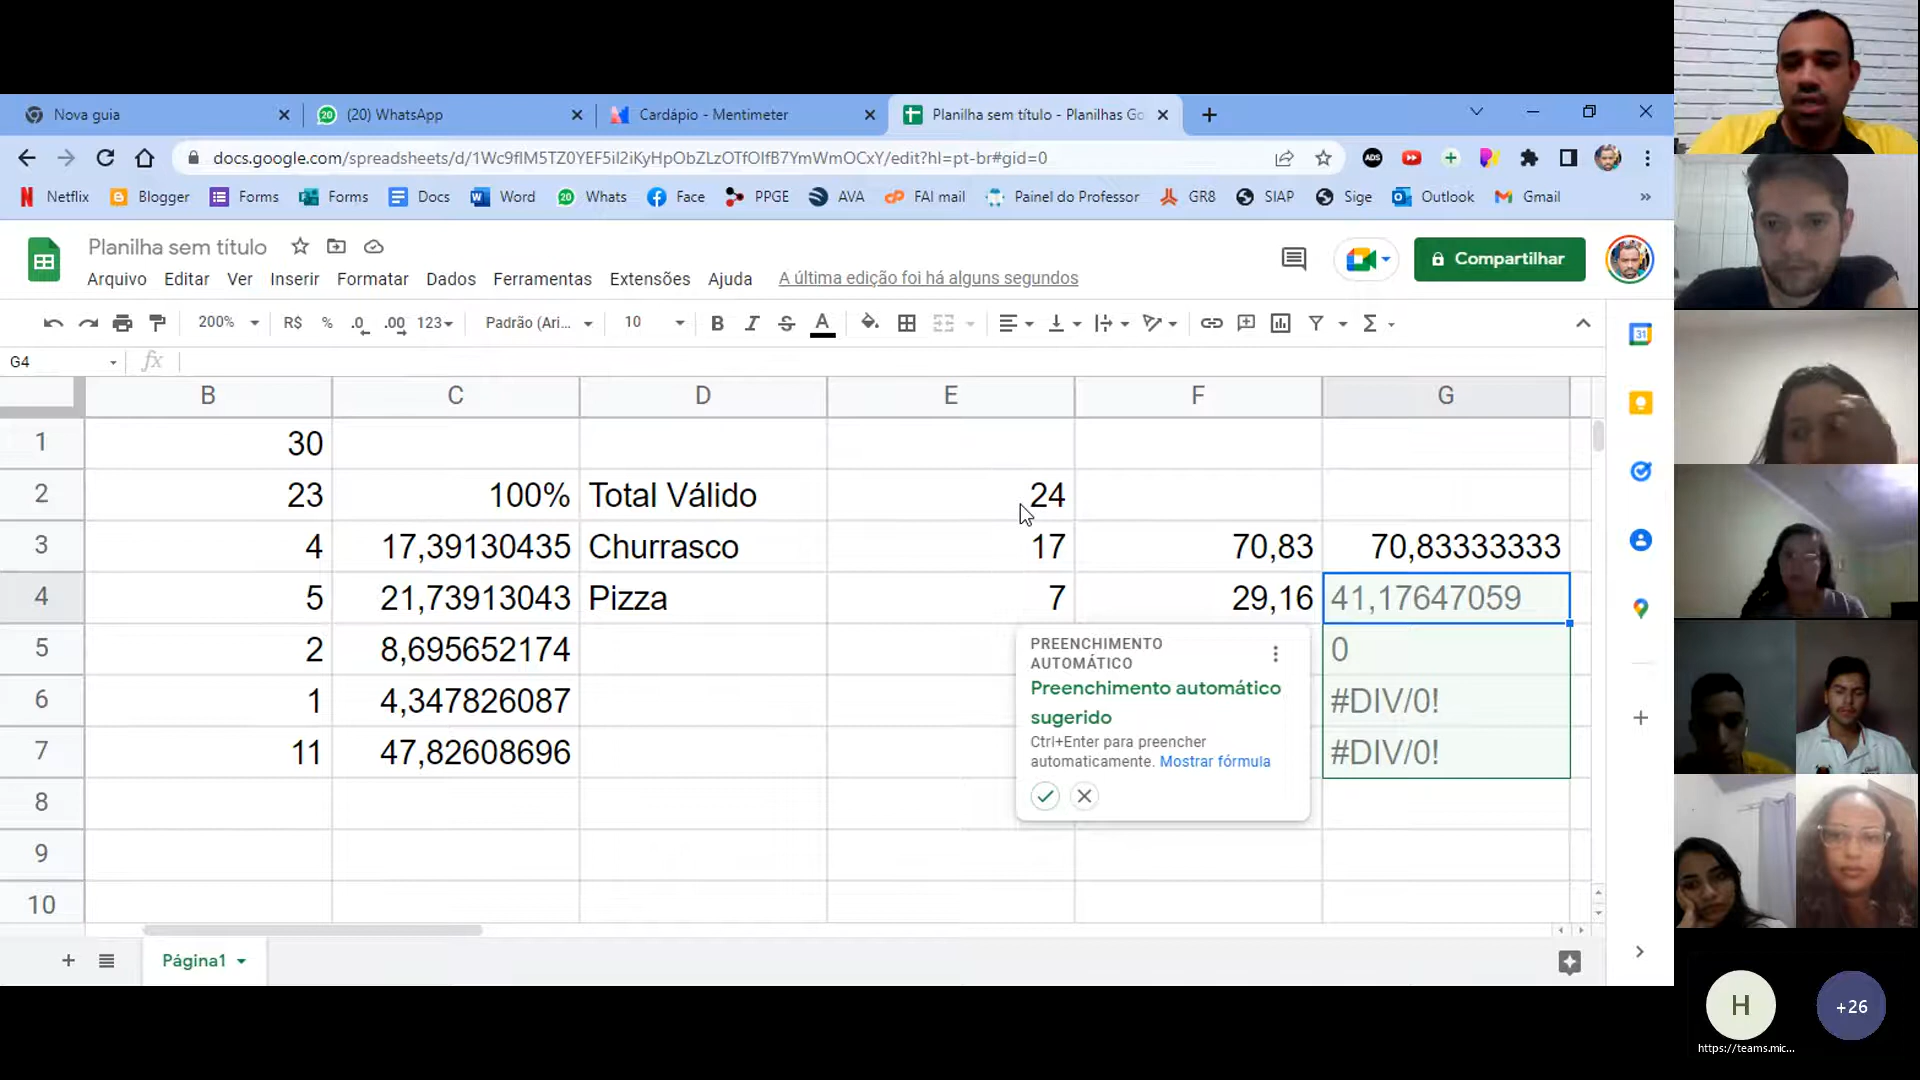 Nova guia
(20) WhatsApp
Cardápio - Mentimeter
Planilha sem título - Planilhas Go
docs.google.com/spreadsheets/d/1Wc9flM5TZ0YEF5il2iKyHpObZLzOTfOlfB7YmWmOCxY/edit?hl=pt-br#gid=0
Netflix Blogger Forms Forms Docs Word Whats Face PPGE AVA FAI mail Painel do Professor GR8 SIAP Sige Outlook Gmail »
Planilha sem título
Compartilhar
Arquivo Editar Ver Inserir Formatar Dados Ferramentas Extensões Ajuda A última edição foi há alguns segundos
200% R$ % .0 .00 123 Padrão (Ari... 10 B I S A Σ
G4 fx
B C D E F G
1 30
2 23 100% Total Válido 24
3 4 17,39130435 Churrasco 17 70,83 70,83333333
4 5 21,73913043 Pizza 7 29,16 41,17647059
5 2 8,695652174 0
6 1 4,347826087 #DIV/0!
7 11 47,82608696 #DIV/0!
8
9
10
PREENCHIMENTO
AUTOMÁTICO
Preenchimento automático
sugerido
Ctrl+Enter para preencher
automaticamente. Mostrar fórmula
Página1
31
ADS
H
+26
https://teams.mic...